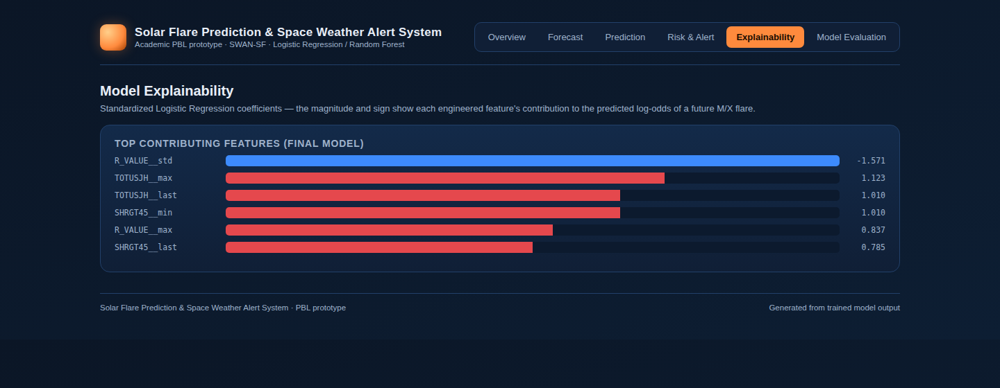 Solar Flare Prediction & Space Weather Alert System
Academic PBL prototype · SWAN-SF · Logistic Regression / Random Forest
Overview Forecast Prediction Risk & Alert Explainability Model Evaluation
Model Explainability
Standardized Logistic Regression coefficients — the magnitude and sign show each engineered feature's contribution to the predicted log-odds of a future M/X flare.
TOP CONTRIBUTING FEATURES (FINAL MODEL)
R_VALUE__std -1.571
TOTUSJH__max 1.123
TOTUSJH__last 1.010
SHRGT45__min 1.010
R_VALUE__max 0.837
SHRGT45__last 0.785
Solar Flare Prediction & Space Weather Alert System · PBL prototype Generated from trained model output